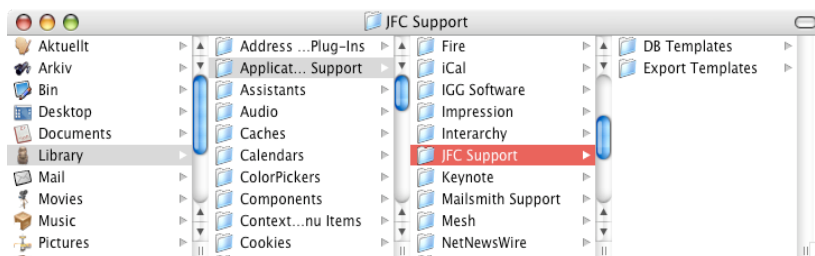 JFC Support
Aktuellt
Arkiv
Bin
Desktop
Documents
Library
Mail
Movies
Music
Pictures
Address ...Plug-Ins
Applicat... Support
Assistants
Audio
Caches
Calendars
ColorPickers
Components
Context...nu Items
Cookies
Fire
iCal
IGG Software
Impression
Interarchy
JFC Support
Keynote
Mailsmith Support
Mesh
NetNewsWire
DB Templates
Export Templates